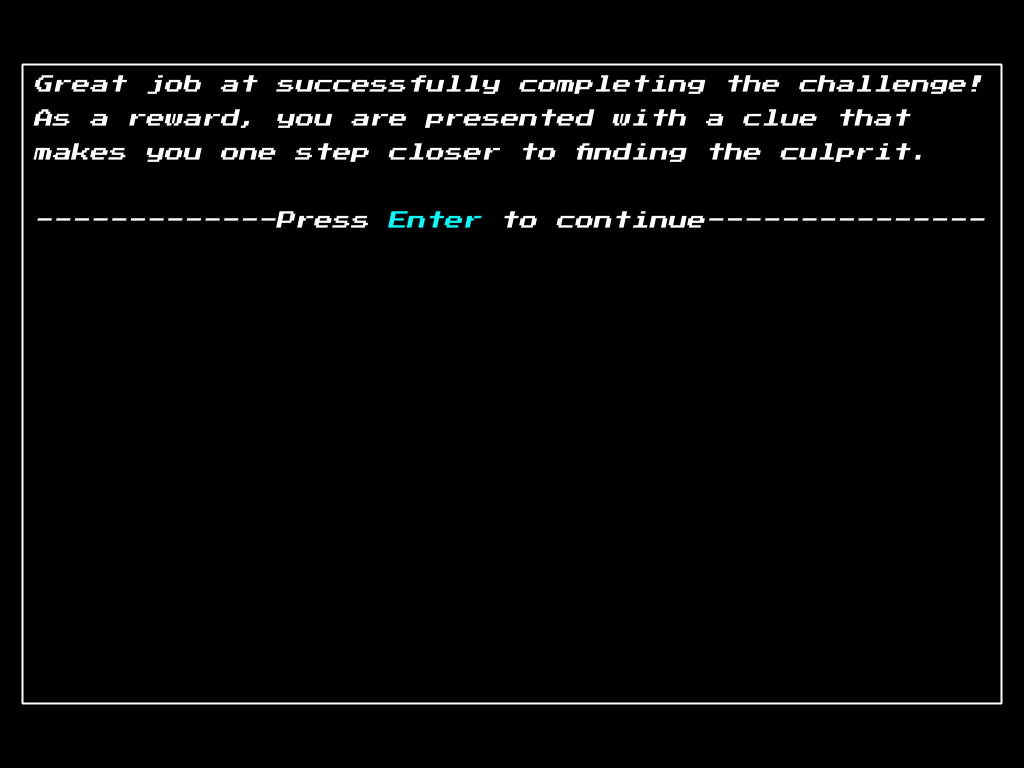 Great job at successfully completing the challenge!
As a reward, you are presented with a clue that
makes you one step closer to finding the culprit.
-------------Press Enter to continue---------------